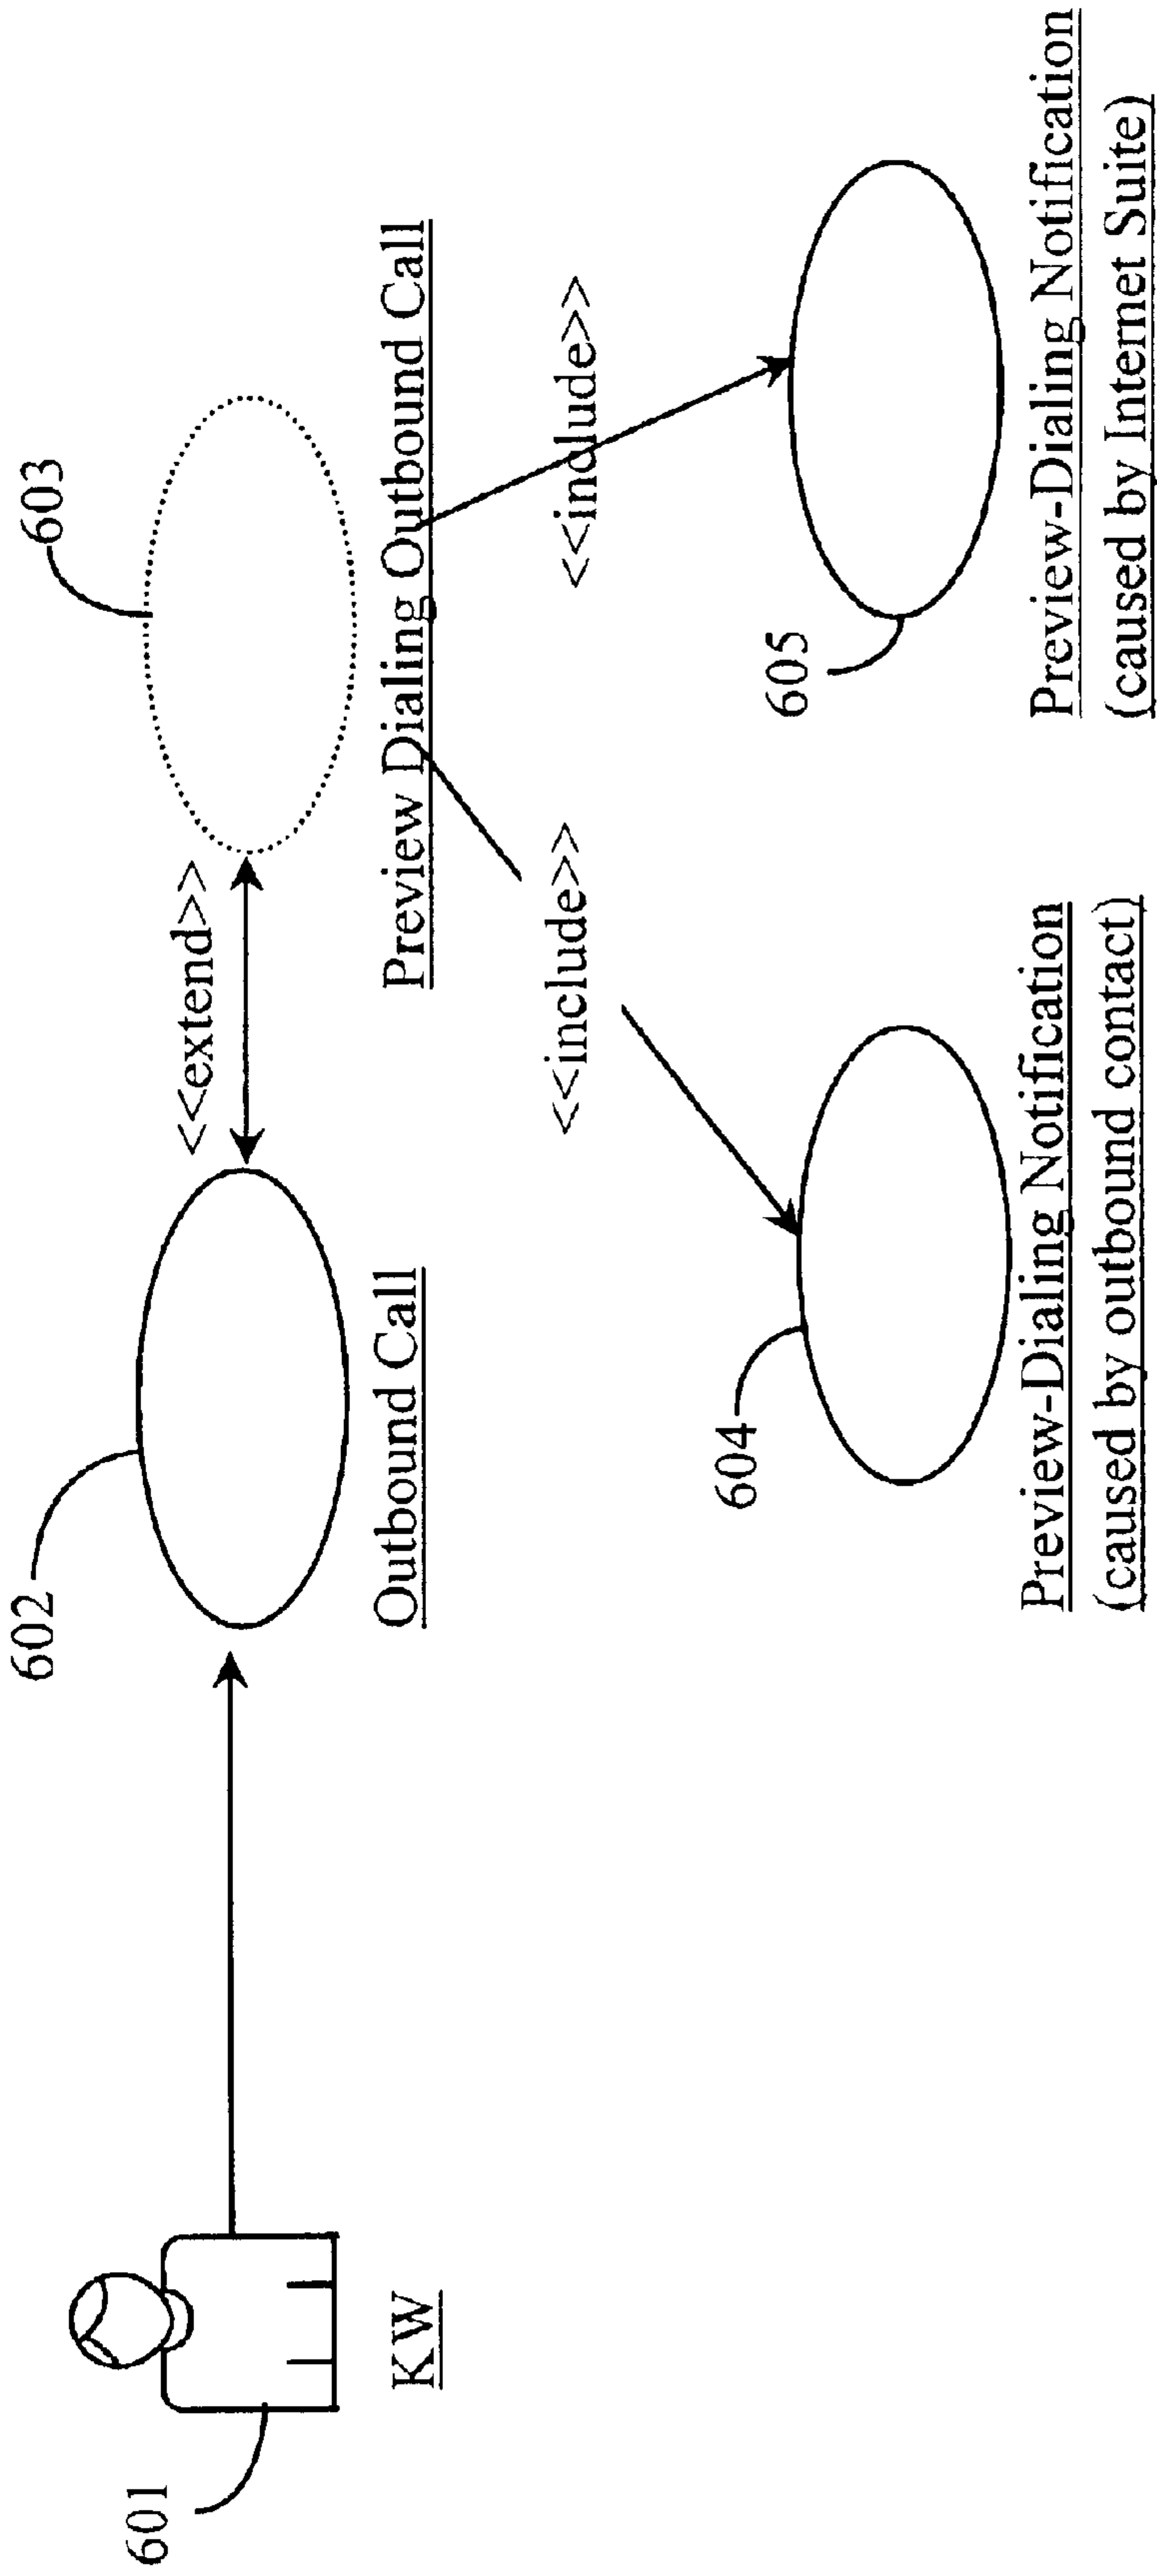 603
602
<<extend>>
601
KW
Outbound Call
Preview Dialing Outbound Call
<<include>>
<<include>>
604
605
Preview-Dialing Notification
(caused by outbound contact)
Preview-Dialing Notification
(caused by Internet Suite)